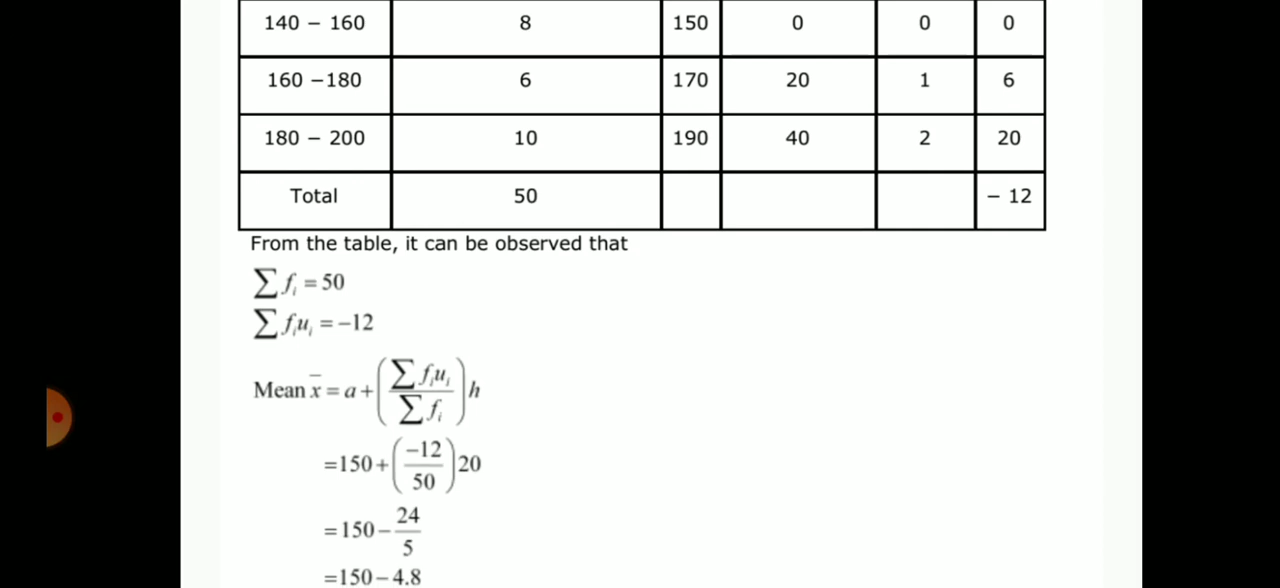 140 – 160 8 150 0 0 0
160 –180 6 170 20 1 6
180 – 200 10 190 40 2 20
Total 50 – 12
From the table, it can be observed that
∑ fᵢ = 50
∑ fᵢuᵢ = −12
Mean x̄ = a + (∑ fᵢuᵢ / ∑ fᵢ) h
=150 + (−12 / 50) 20
=150 − 24 / 5
=150 − 4.8